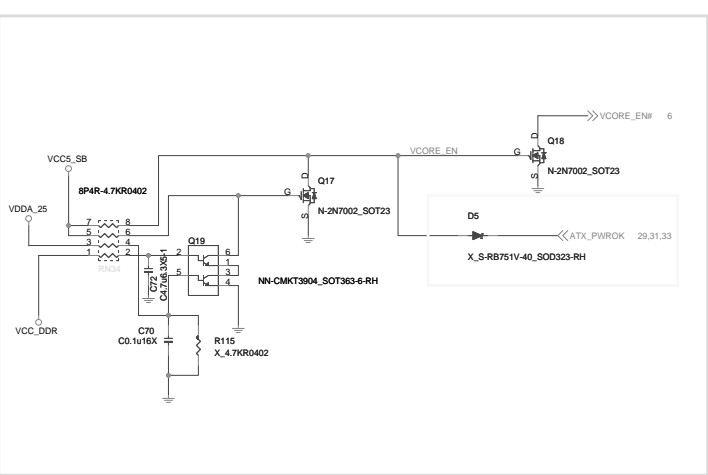 VCORE_EN# 6
D
Q18
VCORE_EN
G
N-2N7002_SOT23
S
VCC5_SB
8P4R-4.7KR0402
D
Q17
G
N-2N7002_SOT23
S
VDDA_25
7 8
5 6
3 4
1 2
RN34
D5
ATX_PWROK 29,31,33
X_S-RB751V-40_SOD323-RH
Q19
2 6
1
5 3
4
NN-CMKT3904_SOT363-6-RH
C72
C4.7u6.3X5-1
VCC_DDR
C70
C0.1u16X
R115
X_4.7KR0402